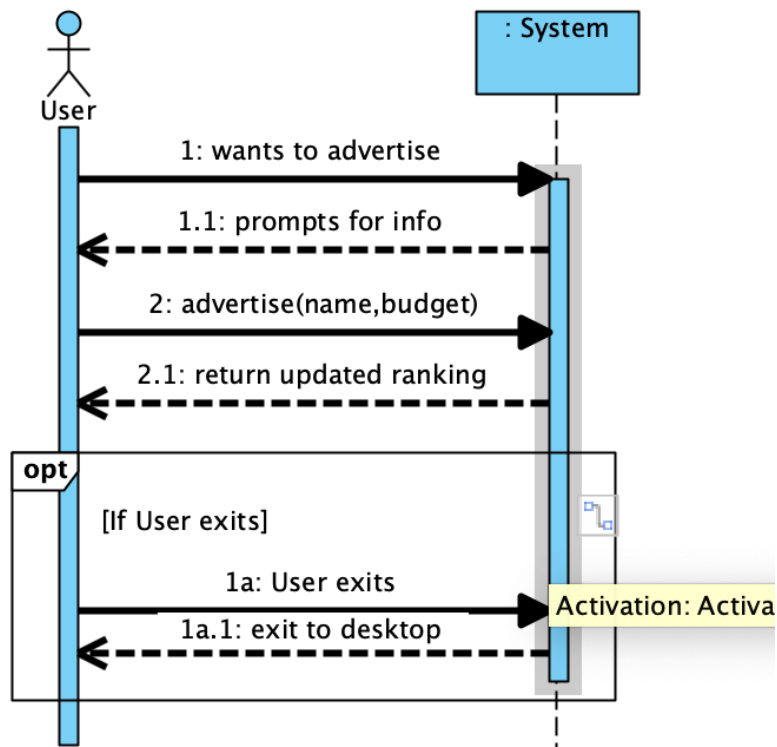 : System
User
1: wants to advertise
1.1: prompts for info
2: advertise(name,budget)
2.1: return updated ranking
opt
[If User exits]
1a: User exits
Activation: Activa
1a.1: exit to desktop